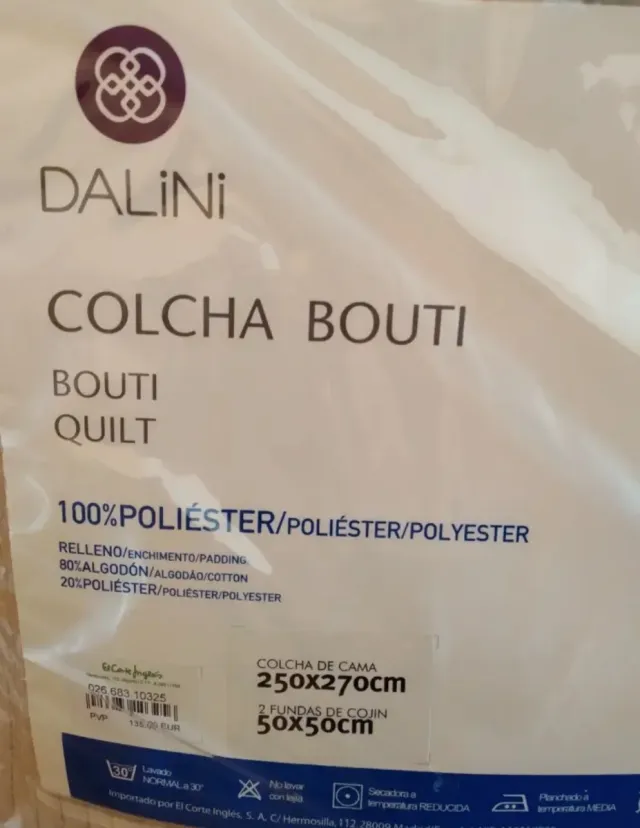 DALiNi
COLCHA BOUTI
BOUTI
QUILT
100%POLIÉSTER/POLIÉSTER/POLYESTER
RELLENO/ENCHIMENTO/PADDING
80%ALGODÓN/ALGODÃO/COTTON
20%POLIÉSTER/POLIÉSTER/POLYESTER
El Corte Inglés
026 683 10325
PVP 135,05 EUR
COLCHA DE CAMA
250x270cm
2 FUNDAS DE COJIN
50x50cm
30°
Lavado
NORMAL a 30°
No lavar
con lejía
Secadora a
temperatura REDUCIDA
Planchado a
temperatura MEDIA
Importado por El Corte Inglés, S. A. C/ Hermosilla, 112 28009